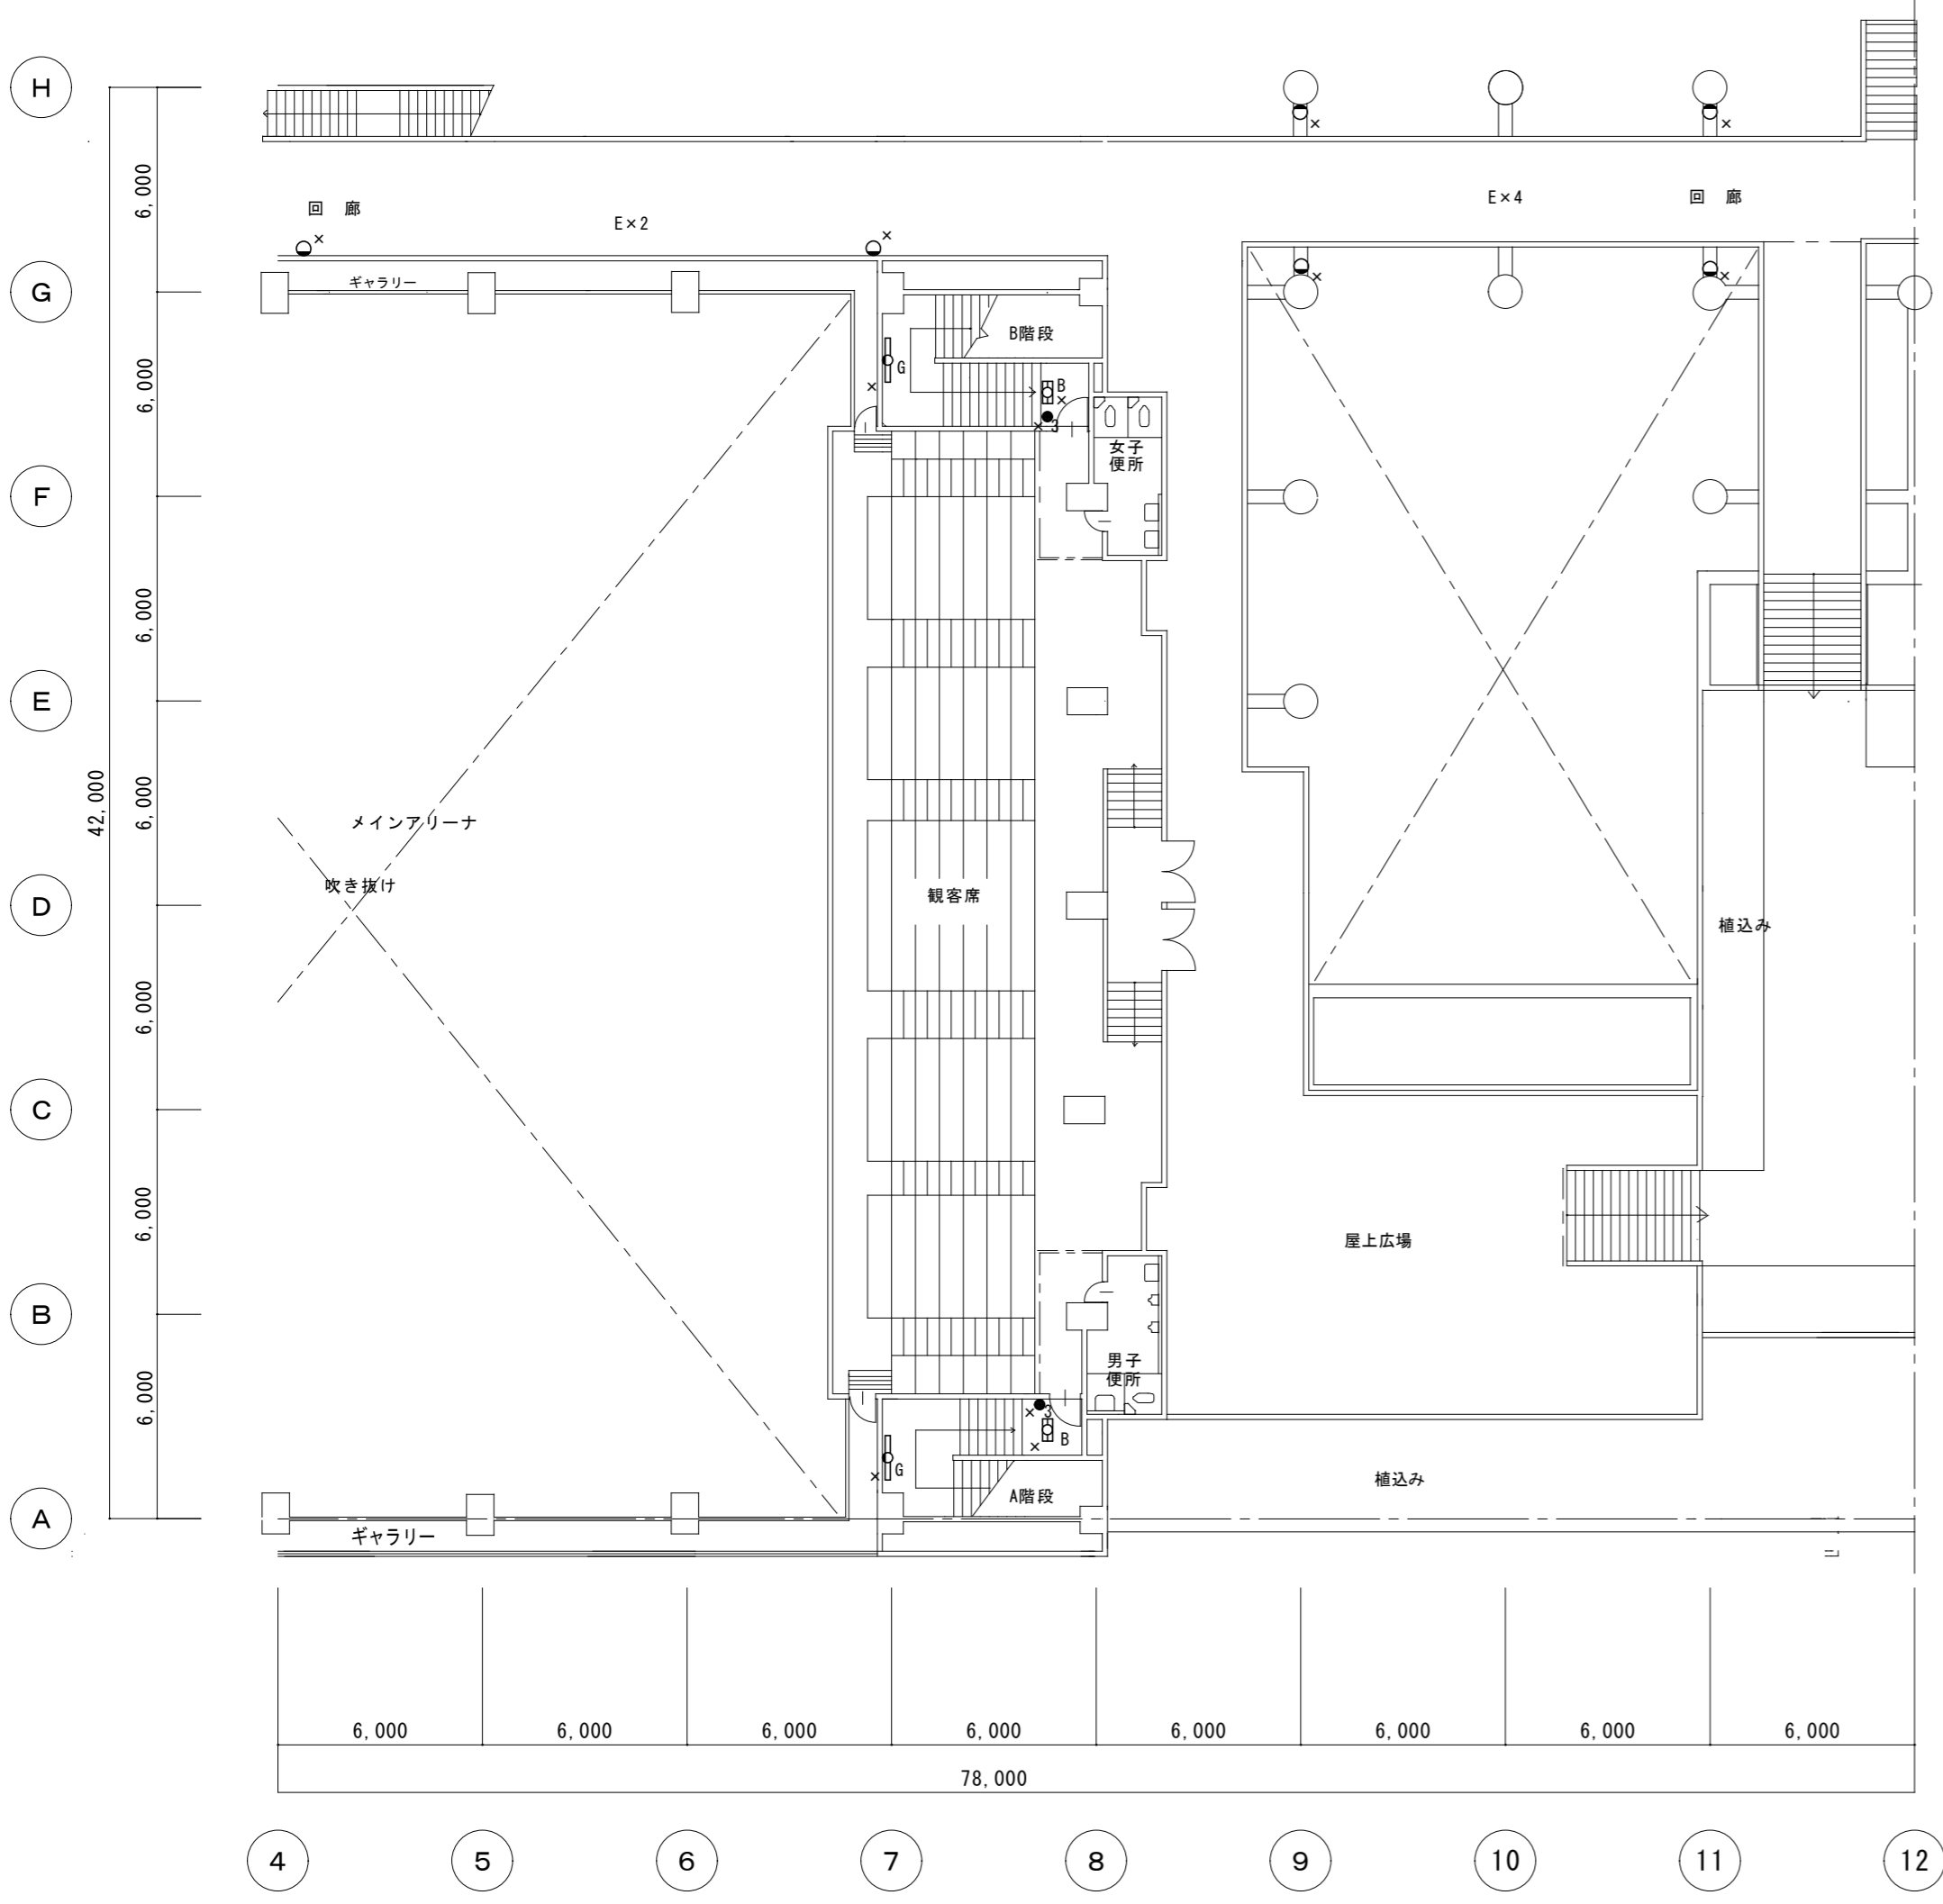 H
6,000
回 廊
E×2
E×4
回 廊
×
×
×
×
×
×
G
ギャラリー
B階段
G
×
B
×
×3
6,000
女子
便所
F
6,000
E
42,000
6,000
メインアリーナ
吹き抜け
観客席
D
植込み
6,000
C
6,000
屋上広場
B
男子
便所
6,000
×3
B
×
G
×
A階段
植込み
A
ギャラリー
6,000 6,000 6,000 6,000 6,000 6,000 6,000 6,000
78,000
4 5 6 7 8 9 10 11 12